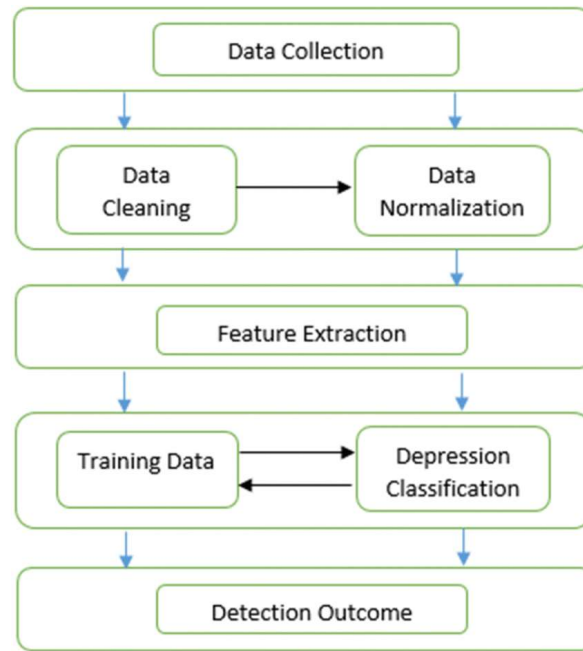 Data Collection
Data
Cleaning
Data
Normalization
Feature Extraction
Training Data
Depression
Classification
Detection Outcome